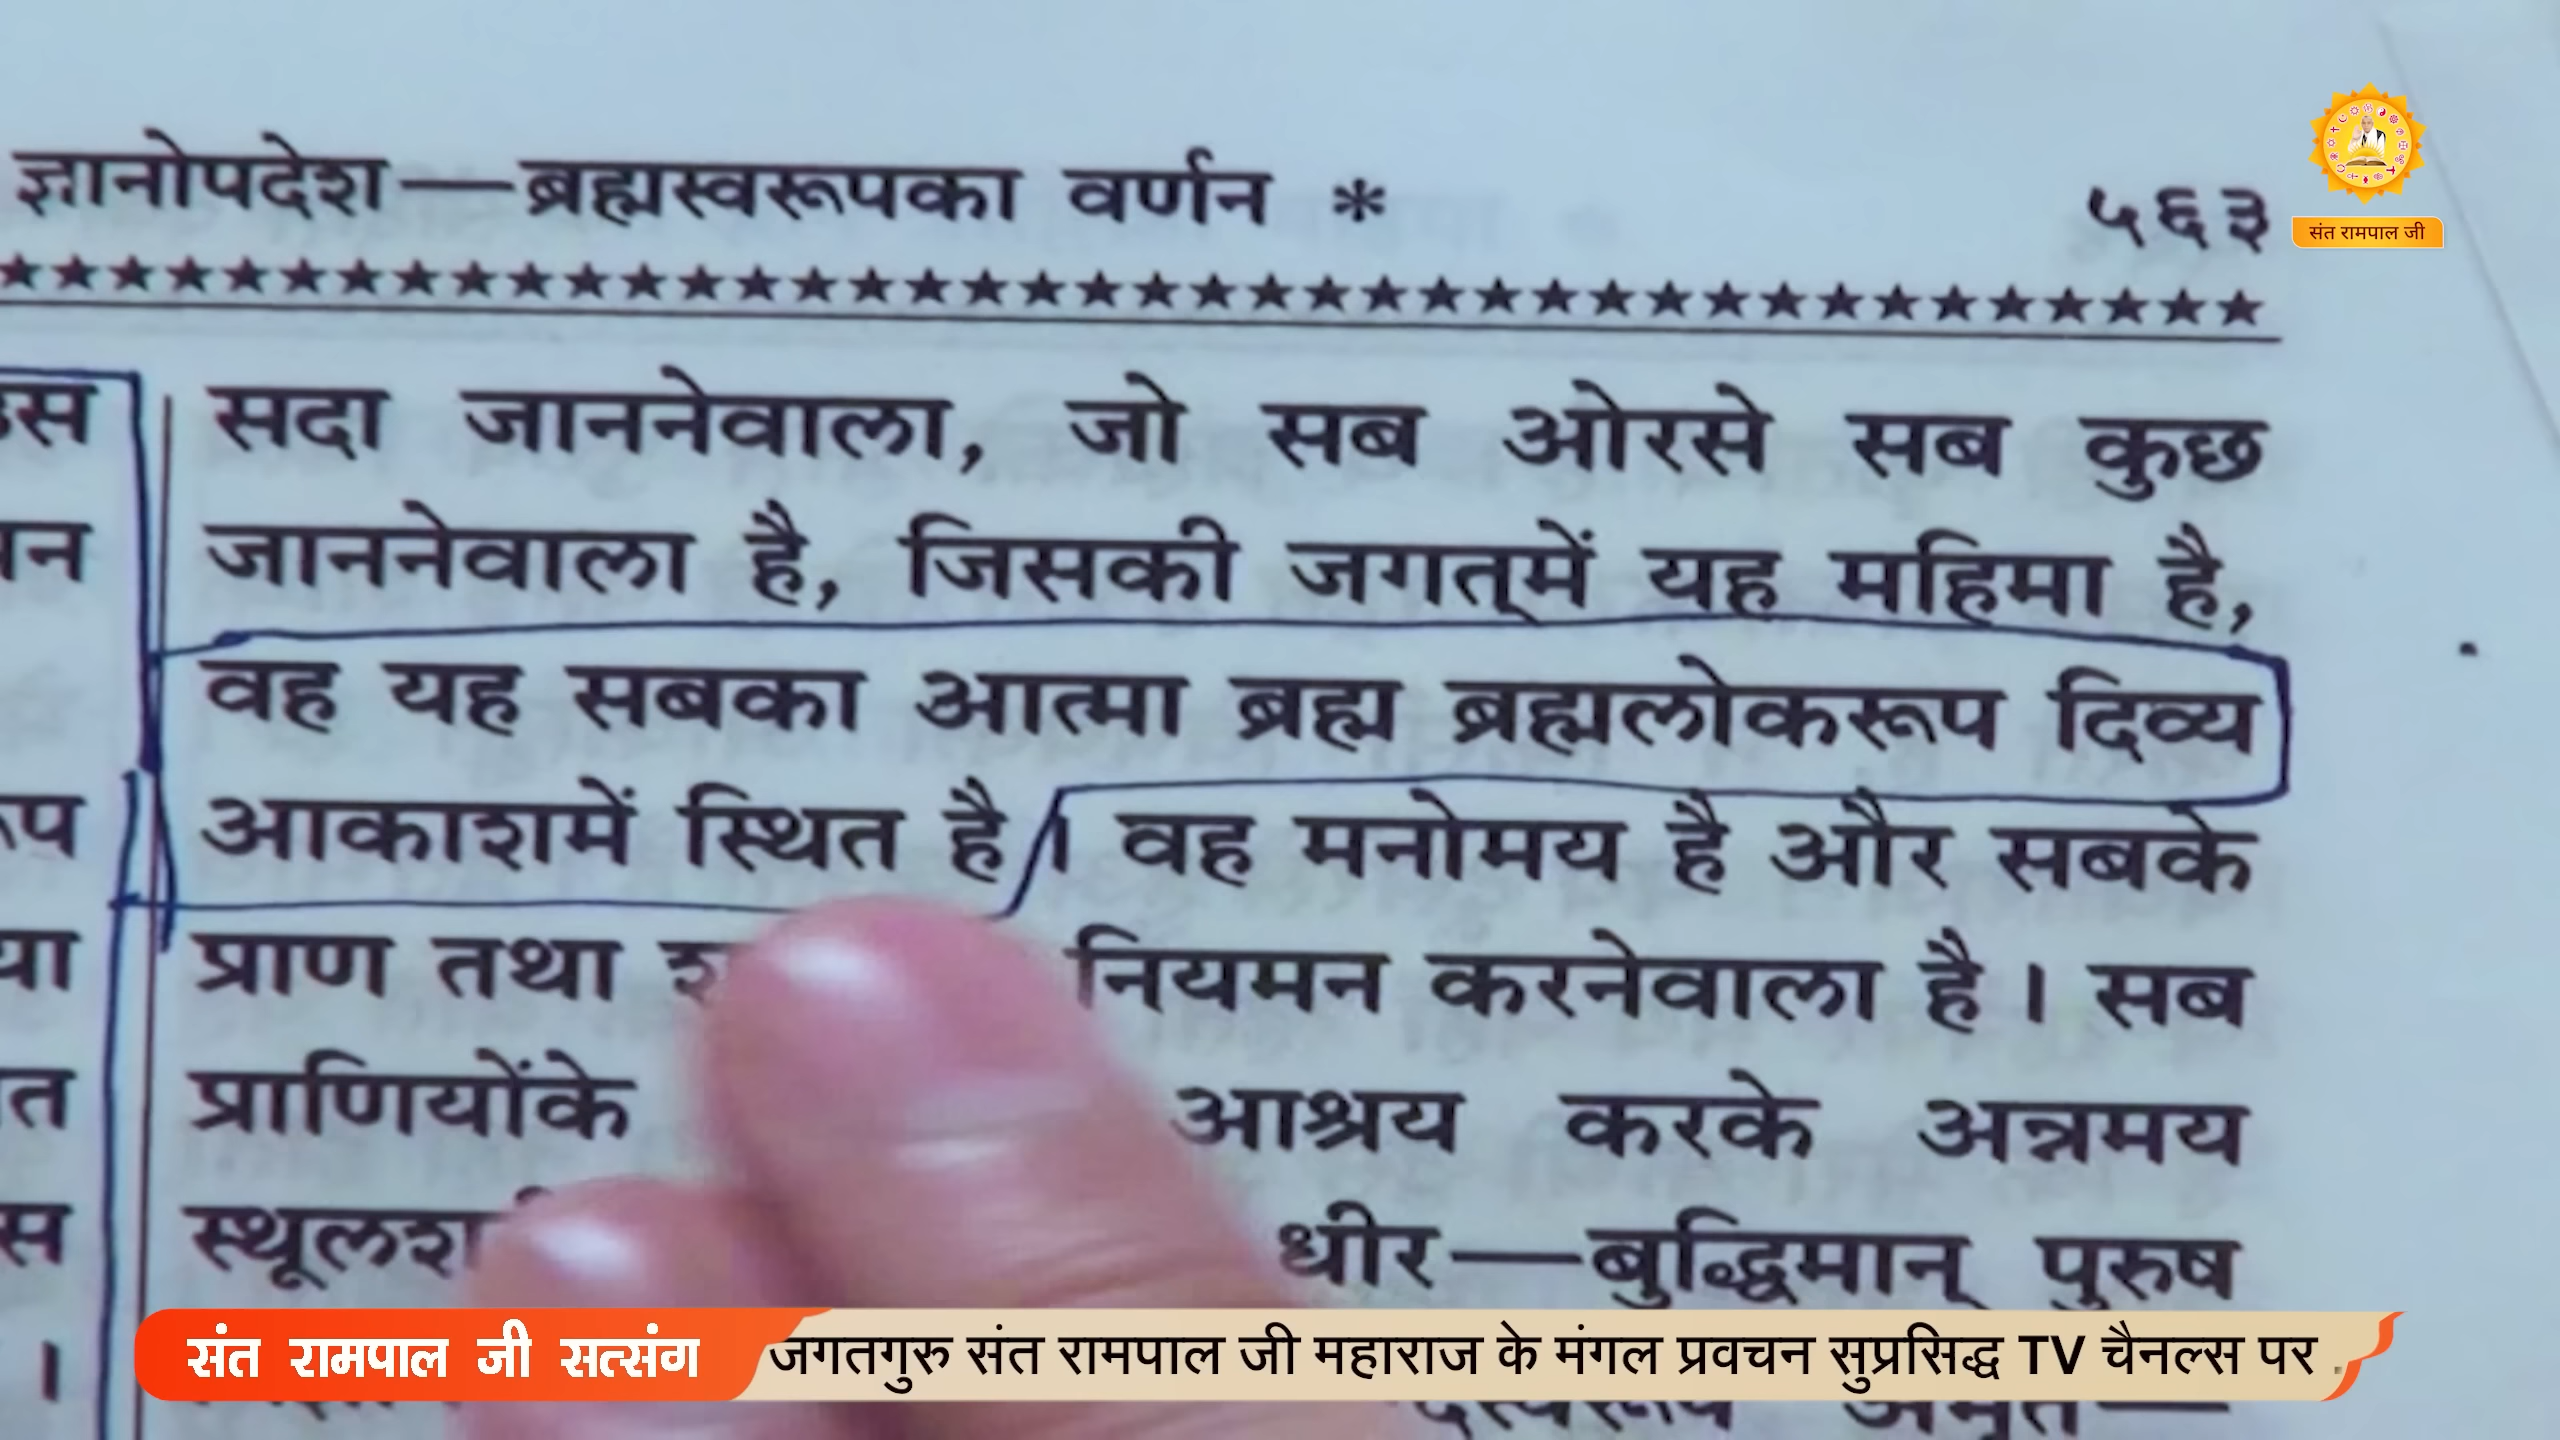 ज्ञानोपदेश—ब्रह्मस्वरूपका वर्णन * ५६३
संत रामपाल जी
सदा जाननेवाला, जो सब ओरसे सब कुछ
जाननेवाला है, जिसकी जगत्‌में यह महिमा है,
वह यह सबका आत्मा ब्रह्म ब्रह्मलोकरूप दिव्य
आकाशमें स्थित है। वह मनोमय है और सबके
प्राण तथा नियमन करनेवाला है। सब
प्राणियोंके आश्रय करके अन्नमय
धीर—बुद्धिमान् पुरुष
संत रामपाल जी सत्संग
जगतगुरु संत रामपाल जी महाराज के मंगल प्रवचन सुप्रसिद्ध TV चैनल्स पर